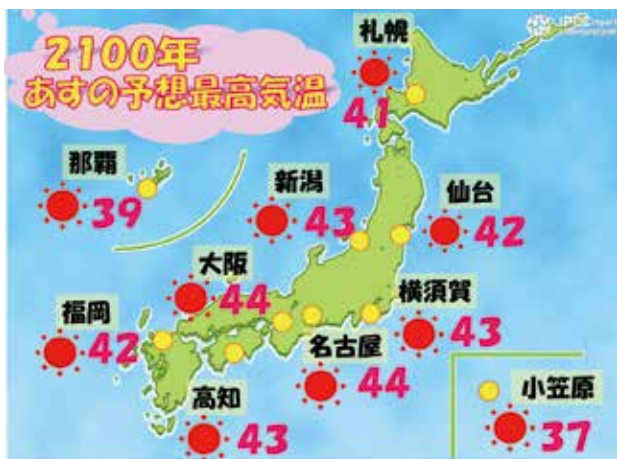 2100年
あすの予想最高気温
札幌
41
那覇
39
新潟
43
仙台
42
大阪
44
福岡
42
横須賀
43
名古屋
44
高知
43
小笠原
37